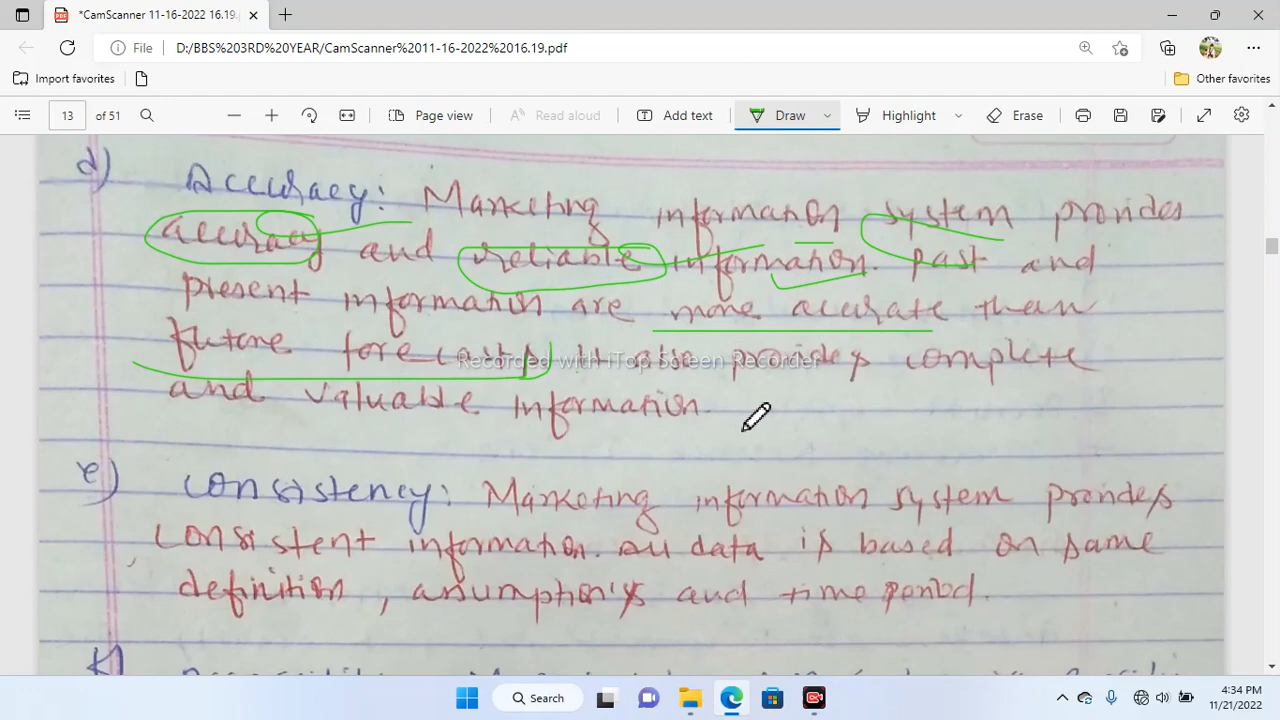 *CamScanner 11-16-2022 16.19.p
File D:/BBS%203RD%20YEAR/CamScanner%2011-16-2022%2016.19.pdf
Import favorites Other favorites
13 of 51 Page view Read aloud Add text Draw Highlight Erase
d) Accuracy: Marketing information system provides
accuracy and reliable information. Past and
present information are more accurate than
future forecasts. It also provides complete
Recorded with iTop Screen Recorder
and valuable information.
e) Consistency: Marketing information system provides
consistent information. All data is based on same
definition, assumption's and time period.
Search
4:34 PM
11/21/2022